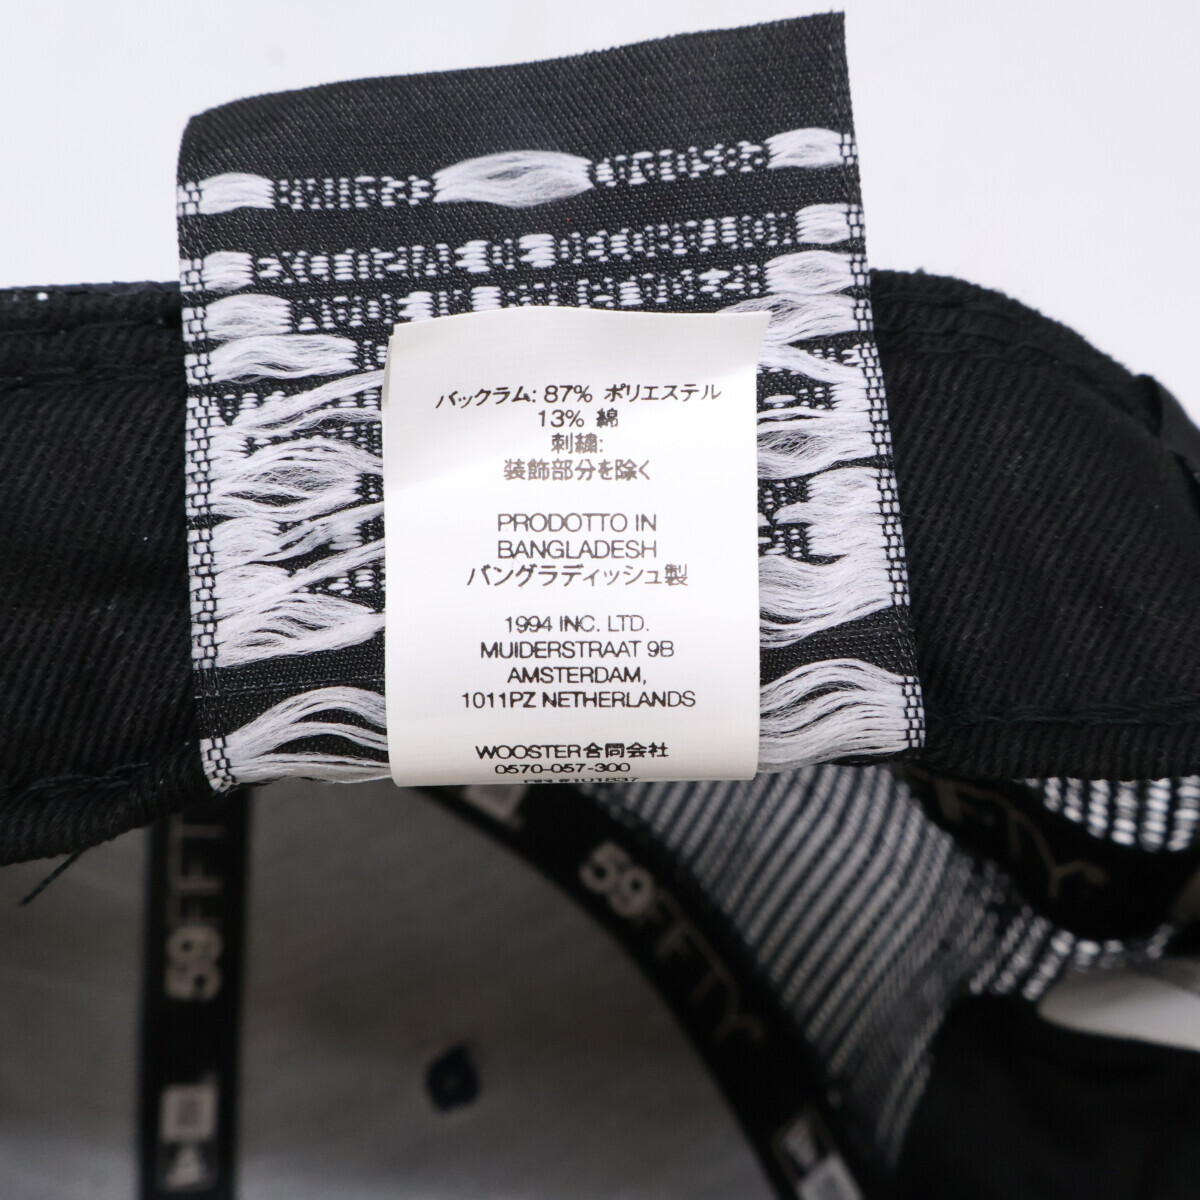 バックラム: 87% ポリエステル
13% 綿
刺繍:
装飾部分を除く
PRODOTTO IN
BANGLADESH
バングラディッシュ製
1994 INC. LTD.
MUIDERSTRAAT 9B
AMSTERDAM,
1011PZ NETHERLANDS
WOOSTER合同会社
0570-057-300
59FIFTY
59FIFTY